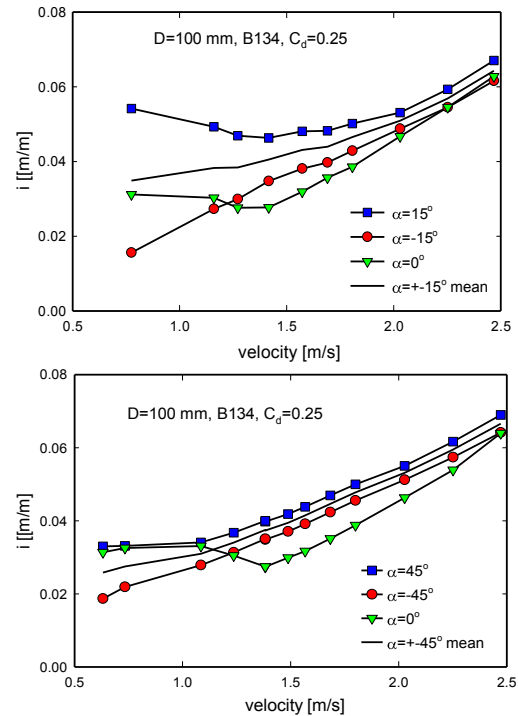 D=100 mm, B134, Cd=0.25
0.08
0.06
0.04
0.02
0.00
i [[m/m]
α=15°
α=-15°
α=0°
α=+-15° mean
0.5 1.0 1.5 2.0 2.5
velocity [m/s]
D=100 mm, B134, Cd=0.25
0.08
0.06
0.04
0.02
0.00
i [[m/m]
α=45°
α=-45°
α=0°
α=+-45° mean
0.5 1.0 1.5 2.0 2.5
velocity [m/s]